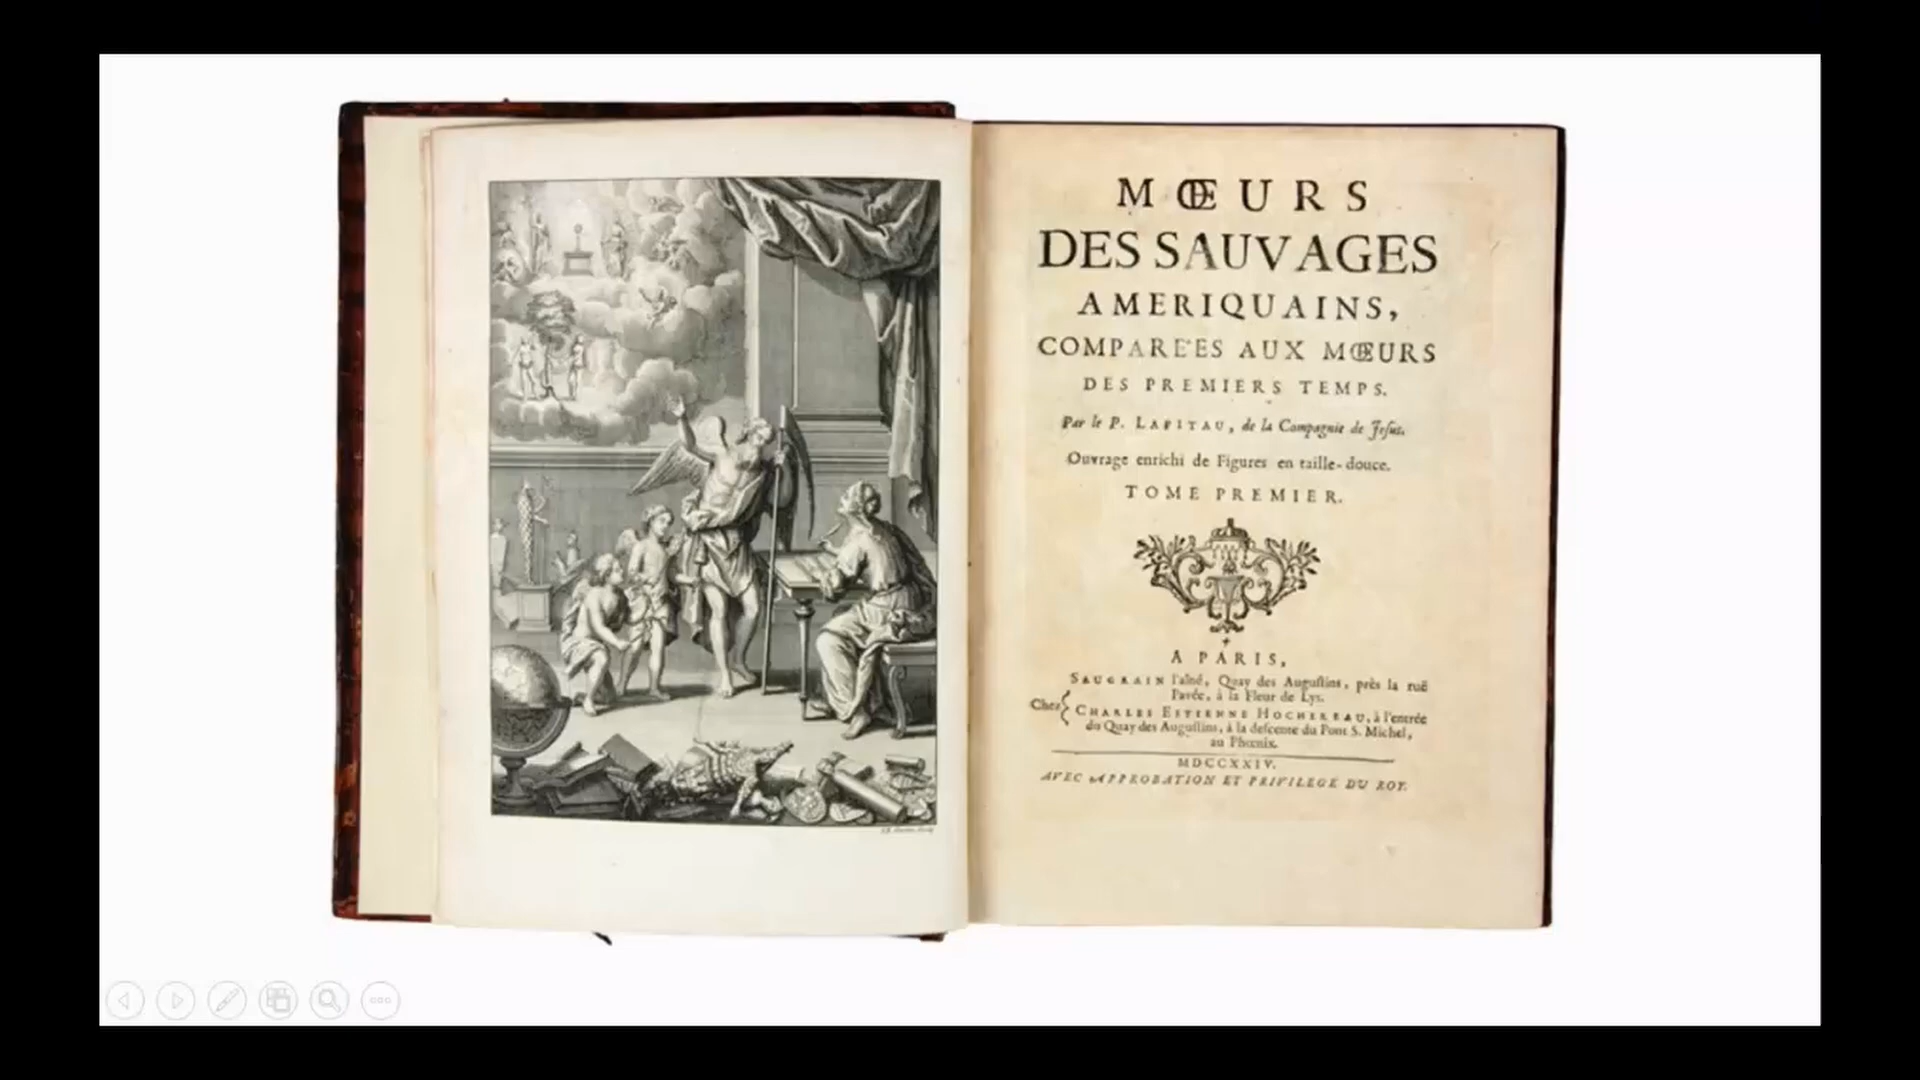 MŒURS
DES SAUVAGES
AMERIQUAINS,
COMPARE'ES AUX MŒURS
DES PREMIERS TEMPS.
Par le P. LAFITAU, de la Compagnie de Jesus.
Ouvrage enrichi de Figures en taille-douce.
TOME PREMIER.
A PARIS,
SAUGRAIN l'aîné, Quay des Augustins, près la ruë
Pavée, à la Fleur de Lys.
Chez
CHARLES ESTIENNE HOCHEREAU, à l'entrée
du Quay des Augustins, à la descente du Pont S. Michel,
au Phœnix.
MDCCXXIV.
AVEC APPROBATION ET PRIVILEGE DU ROY.